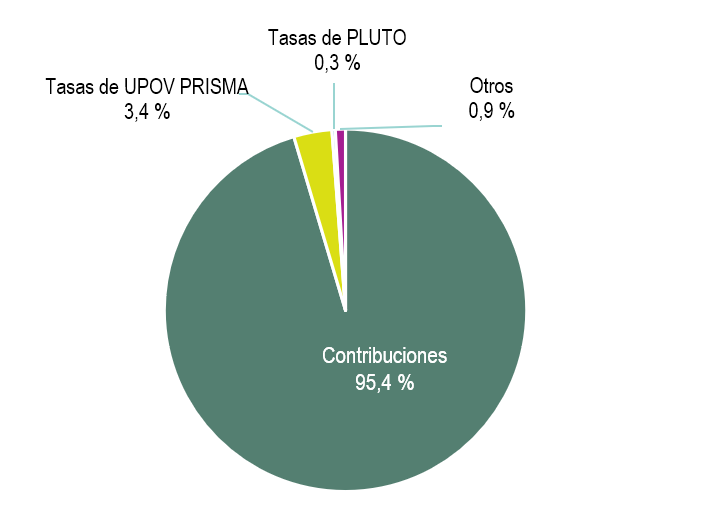 Tasas de PLUTO
0,3 %
Tasas de UPOV PRISMA
3,4 %
Otros
0,9 %
Contribuciones
95,4 %